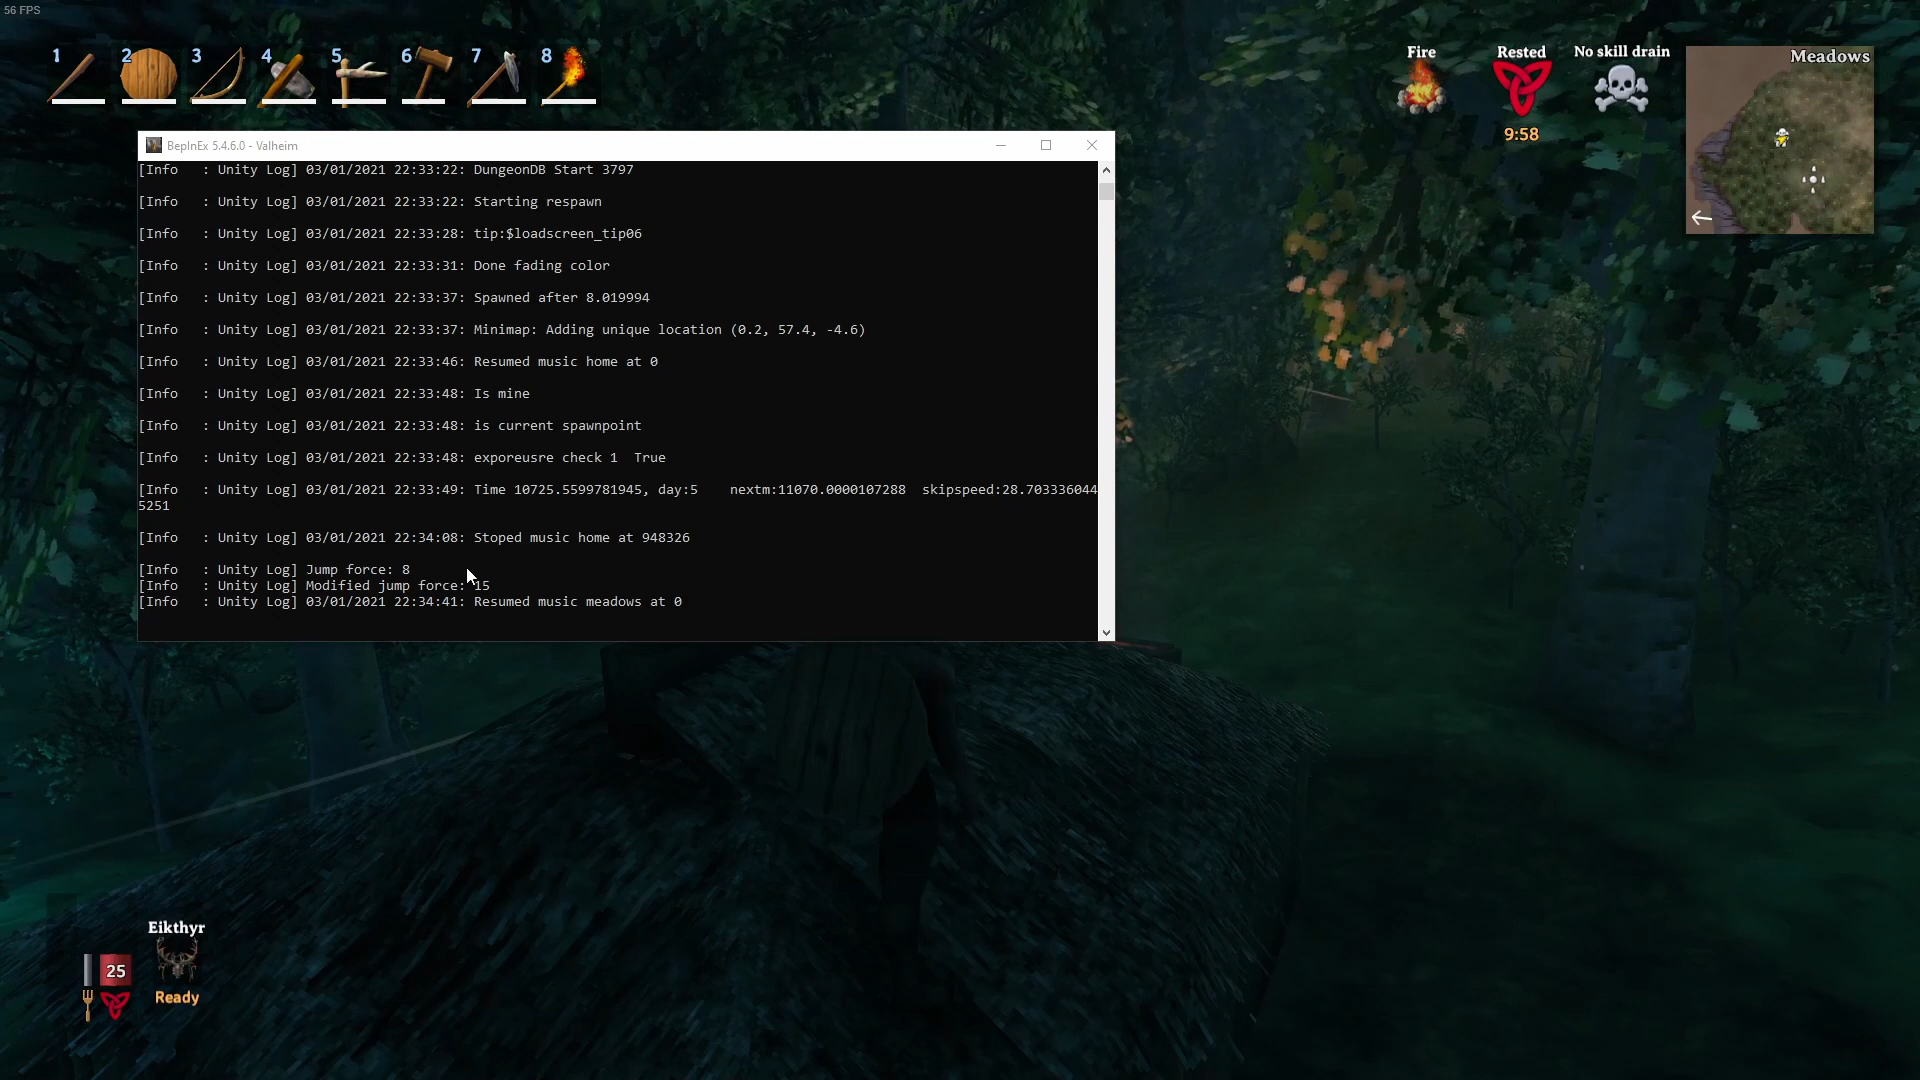 56 FPS
1 2 3 4 5 6 7 8
Fire Rested No skill drain
9:58
Meadows
BepInEx 5.4.6.0 - Valheim
[Info   : Unity Log] 03/01/2021 22:33:22: DungeonDB Start 3797
[Info   : Unity Log] 03/01/2021 22:33:22: Starting respawn
[Info   : Unity Log] 03/01/2021 22:33:28: tip:$loadscreen_tip06
[Info   : Unity Log] 03/01/2021 22:33:31: Done fading color
[Info   : Unity Log] 03/01/2021 22:33:37: Spawned after 8.019994
[Info   : Unity Log] 03/01/2021 22:33:37: Minimap: Adding unique location (0.2, 57.4, -4.6)
[Info   : Unity Log] 03/01/2021 22:33:46: Resumed music home at 0
[Info   : Unity Log] 03/01/2021 22:33:48: Is mine
[Info   : Unity Log] 03/01/2021 22:33:48: is current spawnpoint
[Info   : Unity Log] 03/01/2021 22:33:48: exporeusre check 1  True
[Info   : Unity Log] 03/01/2021 22:33:49: Time 10725.5599781945, day:5    nextm:11070.0000107288  skipspeed:28.703336044
5251
[Info   : Unity Log] 03/01/2021 22:34:08: Stoped music home at 948326
[Info   : Unity Log] Jump force: 8
[Info   : Unity Log] Modified jump force: 15
[Info   : Unity Log] 03/01/2021 22:34:41: Resumed music meadows at 0
Eikthyr
25
Ready